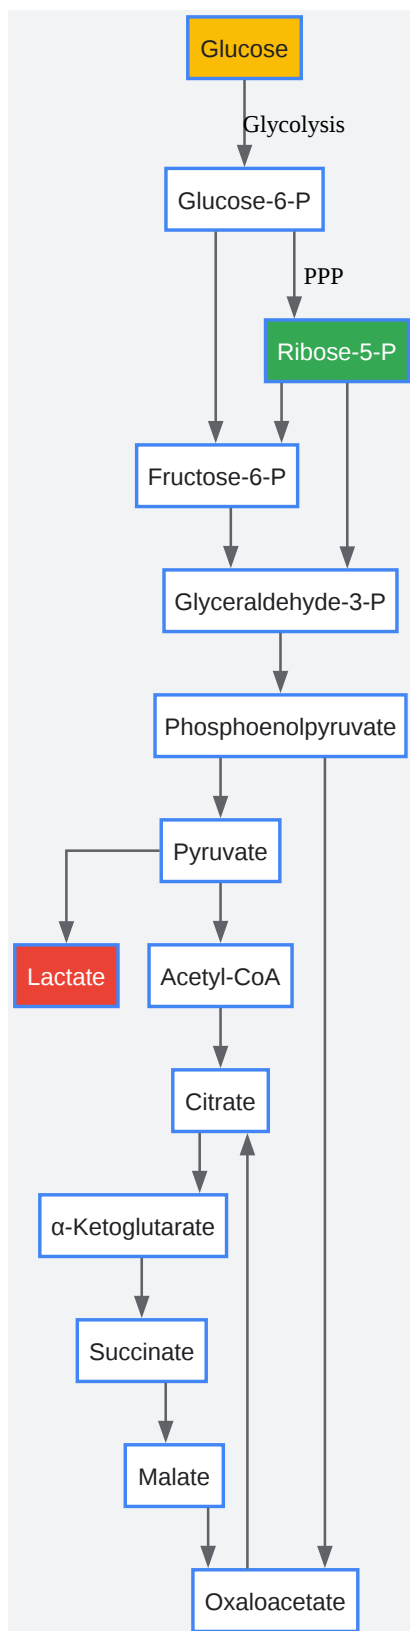 Glucose
Glycolysis
Glucose-6-P
PPP
Ribose-5-P
Fructose-6-P
Glyceraldehyde-3-P
Phosphoenolpyruvate
Pyruvate
Lactate
Acetyl-CoA
Citrate
α-Ketoglutarate
Succinate
Malate
Oxaloacetate